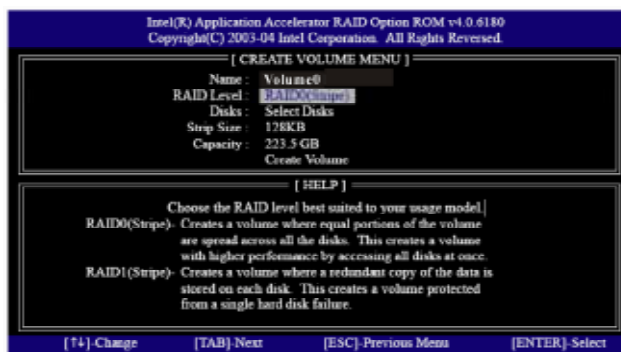 Intel(R) Application Accelerator RAID Option ROM v4.0.6180
Copyright(C) 2003-04 Intel Corporation. All Rights Reversed.
[ CREATE VOLUME MENU ]
Name : Volume0
RAID Level : RAID0(Stripe)
Disks : Select Disks
Strip Size : 128KB
Capacity : 223.5 GB
Create Volume
[ HELP ]
Choose the RAID level best suited to your usage model.
RAID0(Stripe)- Creates a volume where equal portions of the volume
are spread across all the disks. This creates a volume
with higher performance by accessing all disks at once.
RAID1(Stripe)- Creates a volume where a redundant copy of the data is
stored on each disk. This creates a volume protected
from a single hard disk failure.
[↑↓]-Change [TAB]-Next [ESC]-Previous Menu [ENTER]-Select